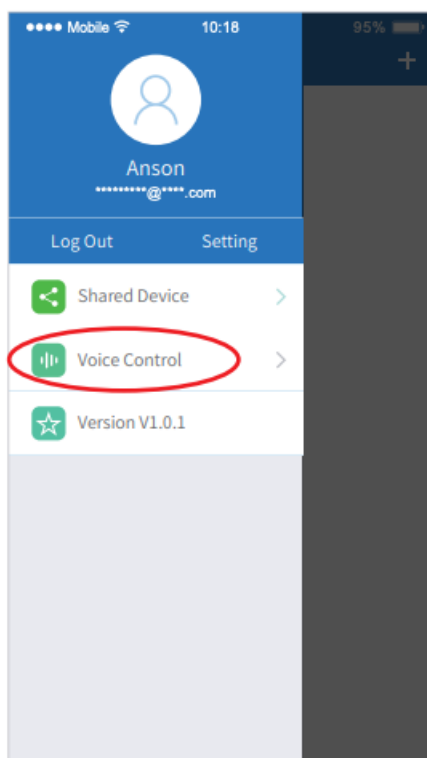 Mobile 10:18 95%
+
Anson
*********@****.com
Log Out Setting
Shared Device >
Voice Control >
Version V1.0.1